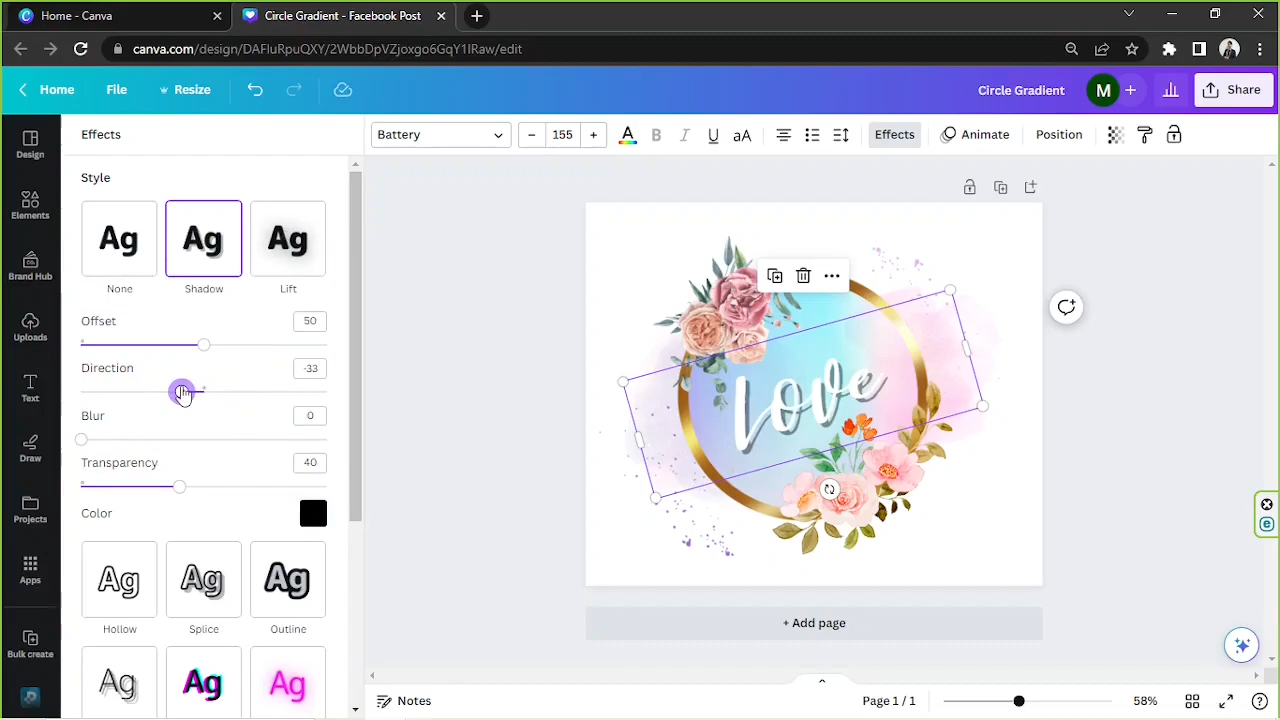 Home - Canva
Circle Gradient - Facebook Post
canva.com/design/DAFluRpuQXY/2WbbDpVZjoxgo6GqY1IRaw/edit
Home File Resize
Circle Gradient
M
Share
Design
Elements
Brand Hub
Uploads
Text
Draw
Projects
Apps
Bulk create
Effects
Style
Ag Ag Ag
None Shadow Lift
Offset 50
Direction -33
Blur 0
Transparency 40
Color
Ag Ag Ag
Hollow Splice Outline
Ag Ag Ag
Battery
155
A B I U aA
Effects
Animate
Position
love
+ Add page
Notes
Page 1 / 1
58%